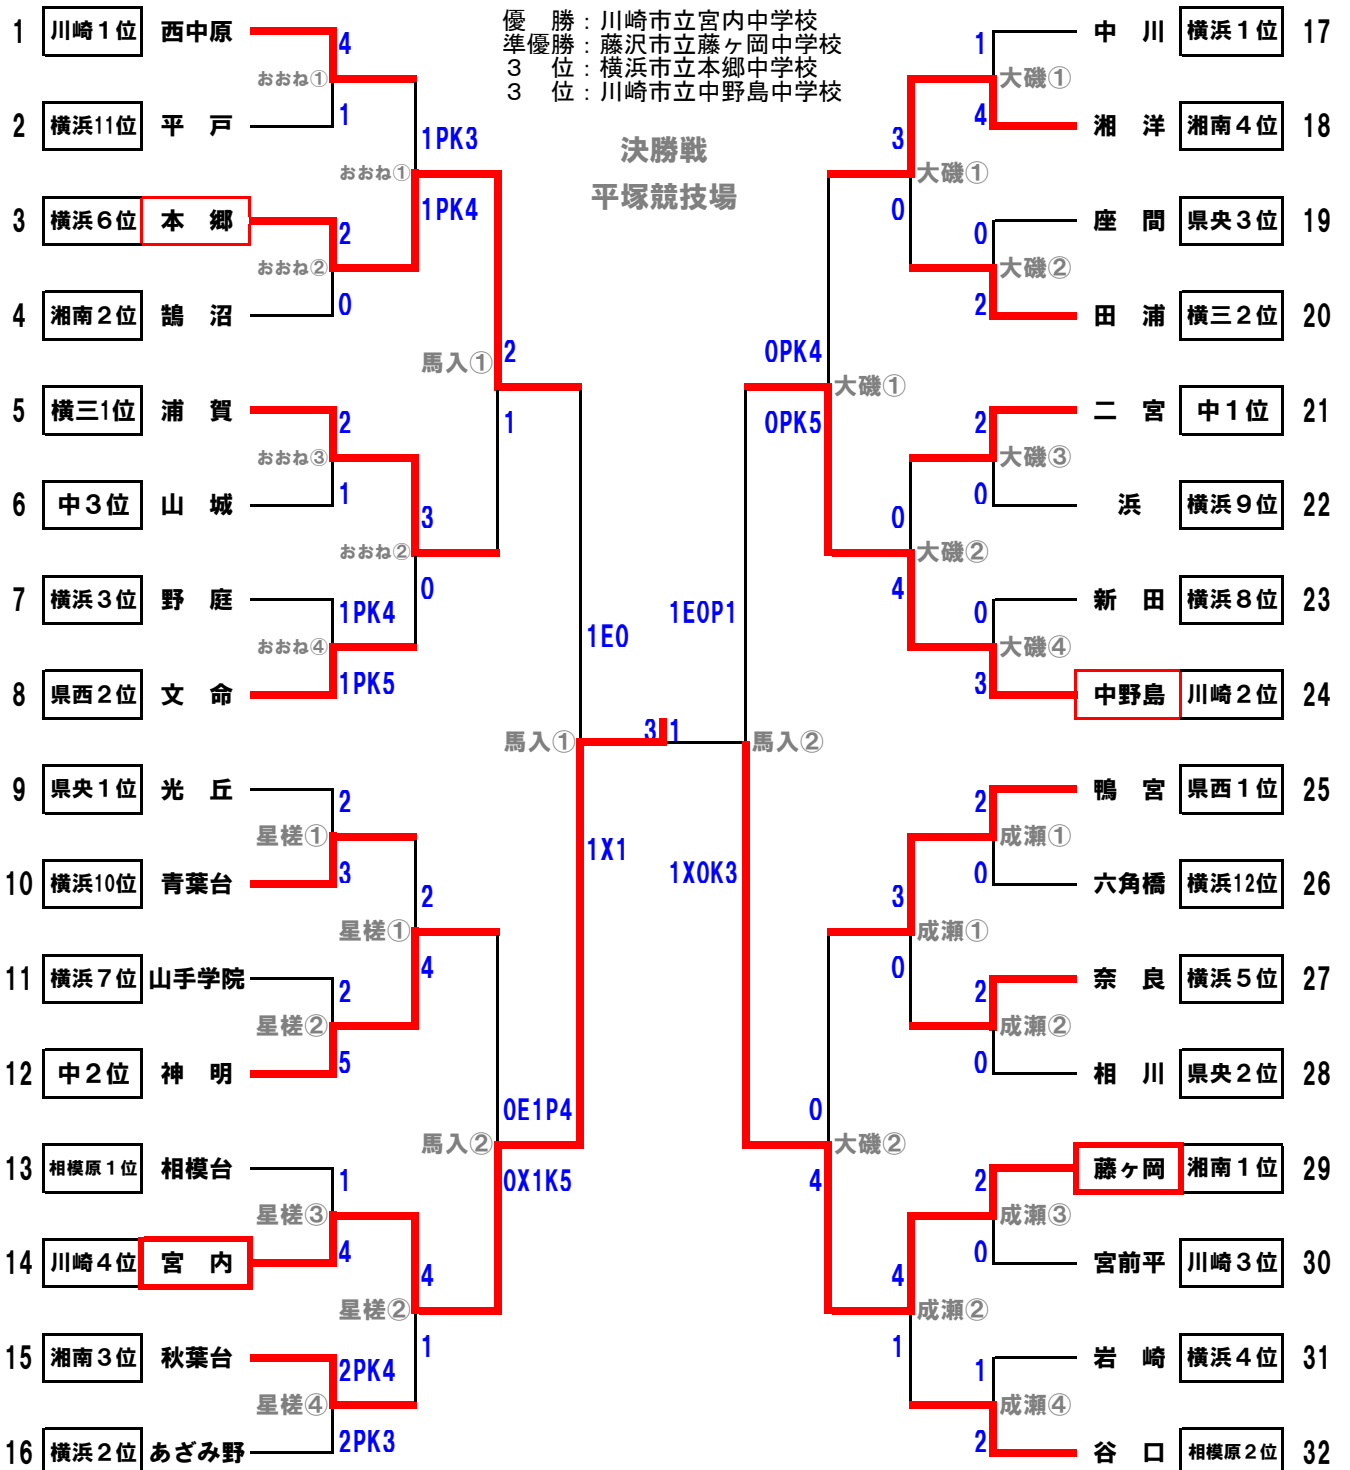 優　勝：川崎市立宮内中学校
準優勝：藤沢市立藤ヶ岡中学校
３　位：横浜市立本郷中学校
３　位：川崎市立中野島中学校
決勝戦
平塚競技場
1 川崎１位 西中原
4
おおね①
1
2 横浜11位 平　戸
1PK3
おおね①
1PK4
3 横浜６位 本　郷
2
おおね②
0
4 湘南２位 鵠　沼
馬入① 2
1
5 横三1位 浦　賀
2
おおね③
1
6 中３位 山　城
3
おおね②
0
7 横浜３位 野　庭
1PK4
おおね④
1PK5
8 県西２位 文　命
1E0
馬入①
1X1
9 県央１位 光　丘
2
星槎①
3
10 横浜10位 青葉台
2
星槎①
4
11 横浜７位 山手学院
2
星槎②
5
12 中２位 神　明
0E1P4
馬入②
0X1K5
13 相模原１位 相模台
1
星槎③
4
14 川崎４位 宮　内
4
星槎②
1
15 湘南３位 秋葉台
2PK4
星槎④
2PK3
16 横浜２位 あざみ野
3 1
中　川 横浜１位 17
1
大磯①
4
湘　洋 湘南４位 18
3
大磯①
0
座　間 県央３位 19
0
大磯②
2
田　浦 横三２位 20
0PK4
大磯①
0PK5
二　宮 中１位 21
2
大磯③
0
浜 横浜９位 22
0
大磯②
4
新　田 横浜８位 23
0
大磯④
3
中野島 川崎２位 24
1E0P1
馬入②
1X0K3
鴨　宮 県西１位 25
2
成瀬①
0
六角橋 横浜12位 26
3
成瀬①
0
奈　良 横浜５位 27
2
成瀬②
0
相　川 県央２位 28
0
大磯②
4
藤ヶ岡 湘南１位 29
2
成瀬③
0
宮前平 川崎３位 30
4
成瀬②
1
岩　崎 横浜４位 31
1
成瀬④
2
谷　口 相模原２位 32